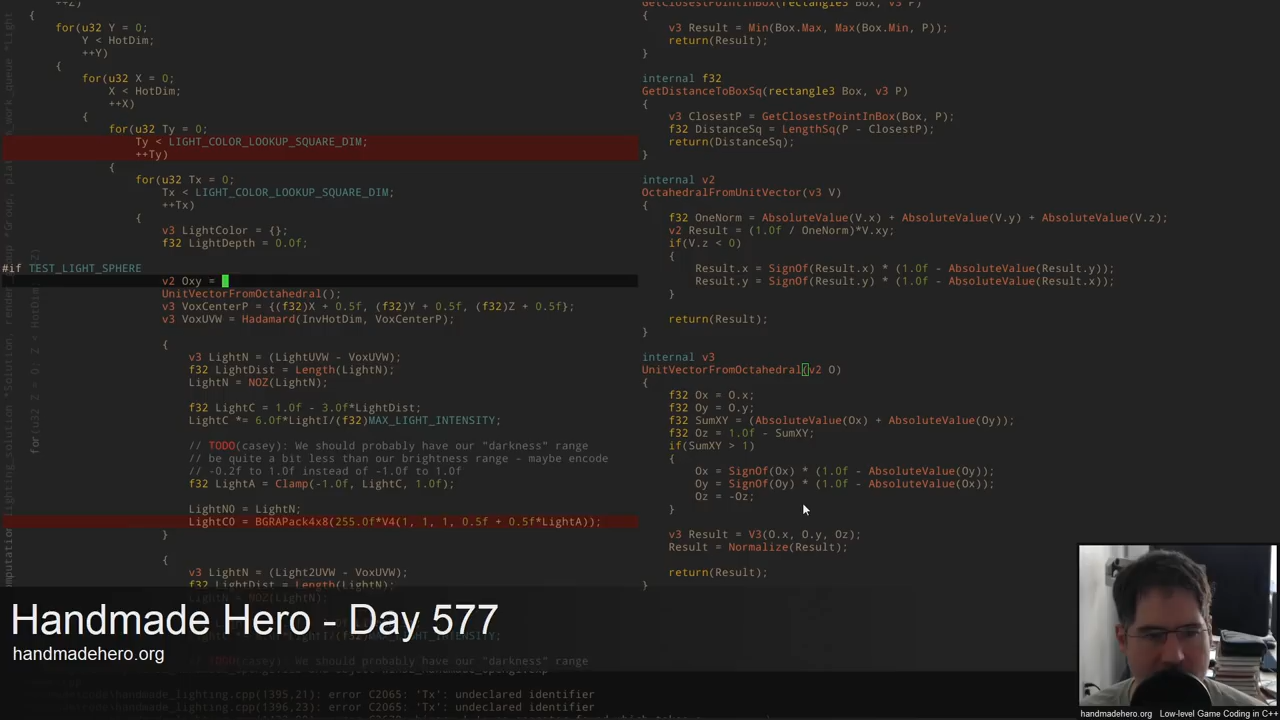 ++Z)
{
for(u32 Y = 0;
Y < HotDim;
++Y)
{
for(u32 X = 0;
X < HotDim;
++X)
{
for(u32 Ty = 0;
Ty < LIGHT_COLOR_LOOKUP_SQUARE_DIM;
++Ty)
{
for(u32 Tx = 0;
Tx < LIGHT_COLOR_LOOKUP_SQUARE_DIM;
++Tx)
{
v3 LightColor = {};
f32 LightDepth = 0.0f;
#if TEST_LIGHT_SPHERE
v2 Oxy =
UnitVectorFromOctahedral();
v3 VoxCenterP = {(f32)X + 0.5f, (f32)Y + 0.5f, (f32)Z + 0.5f};
v3 VoxUVW = Hadamard(InvHotDim, VoxCenterP);
{
v3 LightN = (LightUVW - VoxUVW);
f32 LightDist = Length(LightN);
LightN = NOZ(LightN);
f32 LightC = 1.0f - 3.0f*LightDist;
LightC *= 6.0f*LightI/(f32)MAX_LIGHT_INTENSITY;
// TODO(casey): We should probably have our "darkness" range
// be quite a bit less than our brightness range - maybe encode
// -0.2f to 1.0f instead of -1.0f to 1.0f
f32 LightA = Clamp(-1.0f, LightC, 1.0f);
LightN0 = LightN;
LightC0 = BGRAPack4x8(255.0f*V4(1, 1, 1, 0.5f + 0.5f*LightA));
}
{
v3 LightN = (Light2UVW - VoxUVW);
f32 LightDist = Length(LightN);
GetClosestPointInBox(rectangle3 Box, v3 P)
{
v3 Result = Min(Box.Max, Max(Box.Min, P));
return(Result);
}
internal f32
GetDistanceToBoxSq(rectangle3 Box, v3 P)
{
v3 ClosestP = GetClosestPointInBox(Box, P);
f32 DistanceSq = LengthSq(P - ClosestP);
return(DistanceSq);
}
internal v2
OctahedralFromUnitVector(v3 V)
{
f32 OneNorm = AbsoluteValue(V.x) + AbsoluteValue(V.y) + AbsoluteValue(V.z);
v2 Result = (1.0f / OneNorm)*V.xy;
if(V.z < 0)
{
Result.x = SignOf(Result.x) * (1.0f - AbsoluteValue(Result.y));
Result.y = SignOf(Result.y) * (1.0f - AbsoluteValue(Result.x));
}
return(Result);
}
internal v3
UnitVectorFromOctahedral(v2 O)
{
f32 Ox = O.x;
f32 Oy = O.y;
f32 SumXY = (AbsoluteValue(Ox) + AbsoluteValue(Oy));
f32 Oz = 1.0f - SumXY;
if(SumXY > 1)
{
Ox = SignOf(Ox) * (1.0f - AbsoluteValue(Oy));
Oy = SignOf(Oy) * (1.0f - AbsoluteValue(Ox));
Oz = -Oz;
}
v3 Result = V3(O.x, O.y, Oz);
Result = Normalize(Result);
return(Result);
}
Handmade Hero - Day 577
handmadehero.org
// TODO(casey): We should probably have our "darkness" range
handmade_lighting.cpp(1395,21): error C2065: 'Tx': undeclared identifier
handmade_lighting.cpp(1396,23): error C2065: 'Tx': undeclared identifier
handmadehero.org Low-level Game Coding in C++